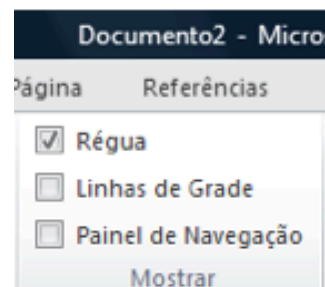 Documento2 - Micro
Página Referências
Régua
Linhas de Grade
Painel de Navegação
Mostrar